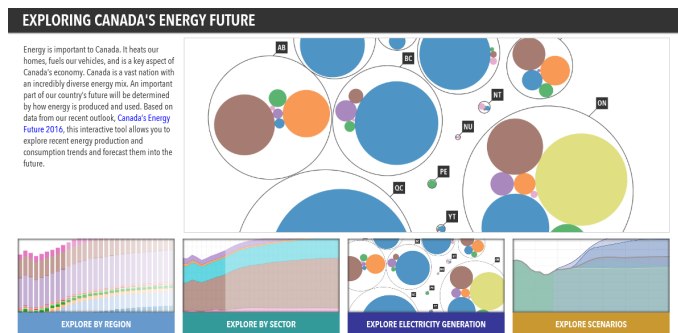 EXPLORING CANADA'S ENERGY FUTURE
Energy is important to Canada. It heats our
homes, fuels our vehicles, and is a key aspect of
Canada's economy. Canada is a vast nation with
an incredibly diverse energy mix. An important
part of our country's future will be determined
by how energy is produced and used. Based on
data from our recent outlook, Canada's Energy
Future 2016, this interactive tool allows you to
explore recent energy production and
consumption trends and forecast them into the
future.
AB
BC
NT
ON
NU
PE
QC
YT
EXPLORE BY REGION
EXPLORE BY SECTOR
EXPLORE ELECTRICITY GENERATION
EXPLORE SCENARIOS